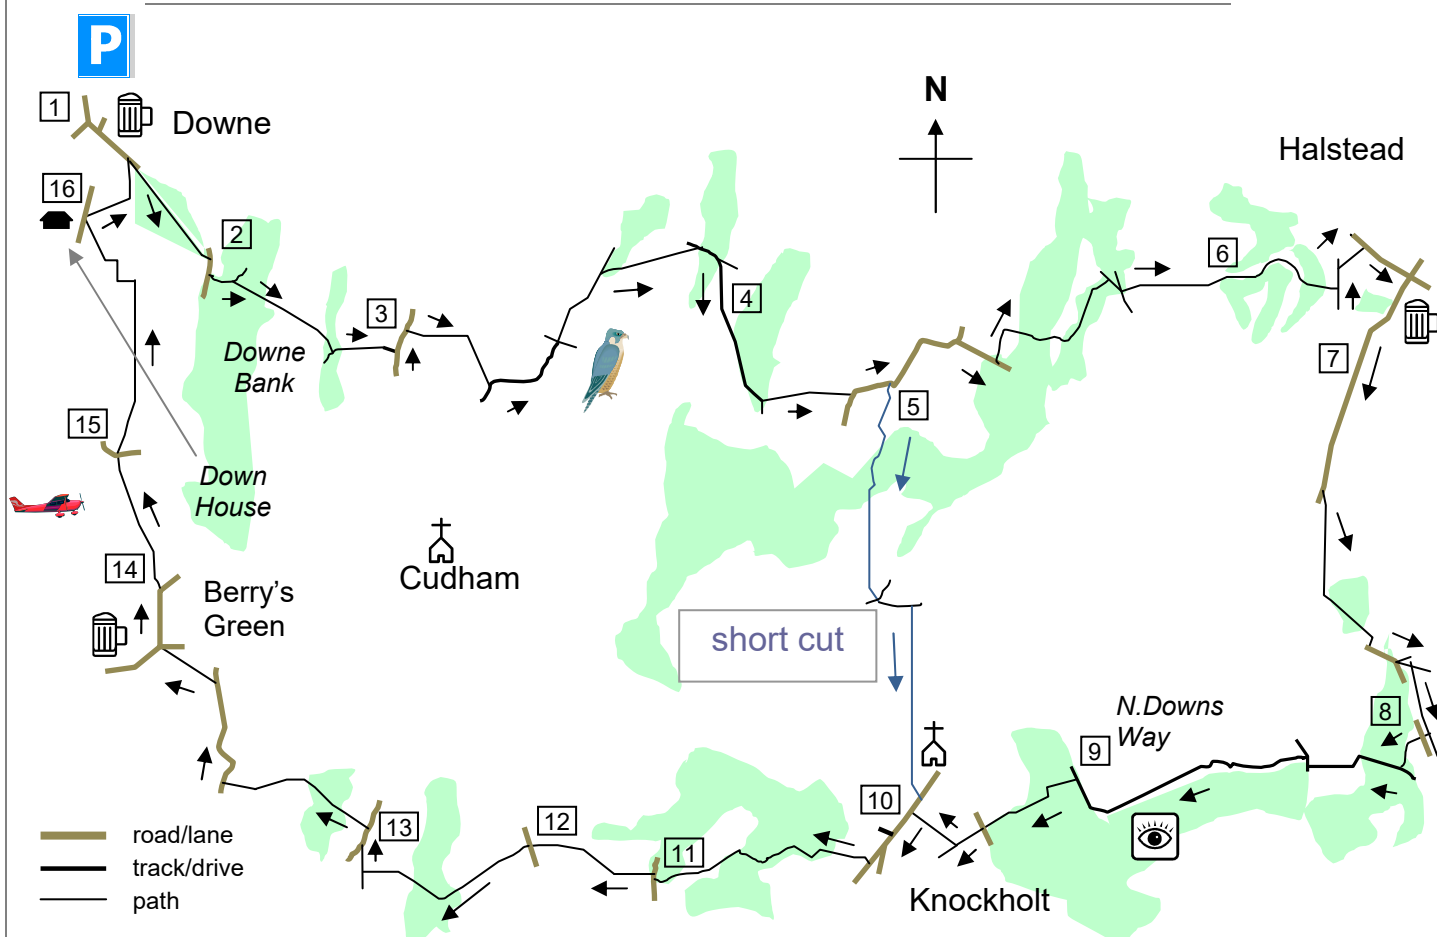 P
1
Downe
N
Halstead
16
2
6
3
4
7
Downe
Bank
5
15
Down
House
14
Cudham
Berry's
Green
short cut
N.Downs
Way
8
9
10
12
13
11
road/lane
track/drive
path
Knockholt